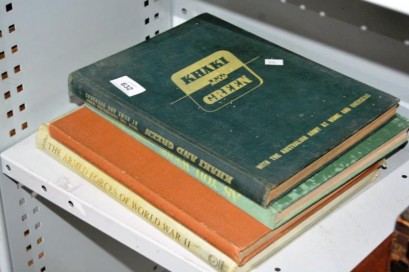 632
KHAKI
AND
GREEN
WITH THE AUSTRALIAN ARMY AT HOME AND OVERSEAS
KHAKI AND GREEN
THE ARMED FORCES OF WORLD WAR II